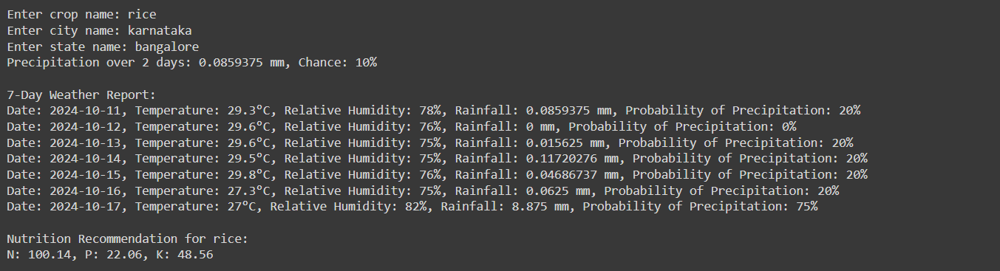 Enter crop name: rice
Enter city name: karnataka
Enter state name: bangalore
Precipitation over 2 days: 0.0859375 mm, Chance: 10%
7-Day Weather Report:
Date: 2024-10-11, Temperature: 29.3°C, Relative Humidity: 78%, Rainfall: 0.0859375 mm, Probability of Precipitation: 20%
Date: 2024-10-12, Temperature: 29.6°C, Relative Humidity: 76%, Rainfall: 0 mm, Probability of Precipitation: 0%
Date: 2024-10-13, Temperature: 29.6°C, Relative Humidity: 75%, Rainfall: 0.015625 mm, Probability of Precipitation: 20%
Date: 2024-10-14, Temperature: 29.5°C, Relative Humidity: 75%, Rainfall: 0.11720276 mm, Probability of Precipitation: 20%
Date: 2024-10-15, Temperature: 29.8°C, Relative Humidity: 76%, Rainfall: 0.04686737 mm, Probability of Precipitation: 20%
Date: 2024-10-16, Temperature: 27.3°C, Relative Humidity: 75%, Rainfall: 0.0625 mm, Probability of Precipitation: 20%
Date: 2024-10-17, Temperature: 27°C, Relative Humidity: 82%, Rainfall: 8.875 mm, Probability of Precipitation: 75%
Nutrition Recommendation for rice:
N: 100.14, P: 22.06, K: 48.56